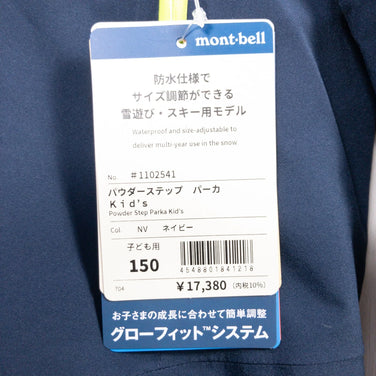 mont·bell
防水仕様で
サイズ調節ができる
雪遊び・スキー用モデル
Waterproof and size-adjustable to
deliver multi-year use in the snow
No. #1102541
パウダーステップ パーカ
Kid's
Powder Step Parka Kid's
Col. NV ネイビー
子ども用
150
4548801841218
704 ¥17,380 (内税10%)
お子さまの成長に合わせて簡単調整
グローフィット™システム